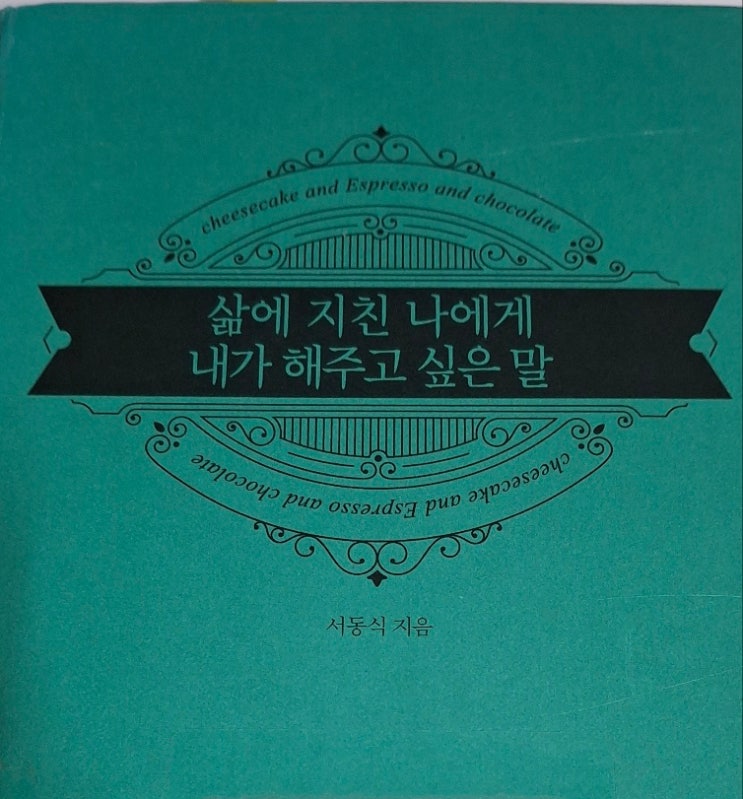 cheesecake and Espresso and chocolate
삶에 지친 나에게
내가 해주고 싶은 말
cheesecake and Espresso and chocolate
서동식 지음